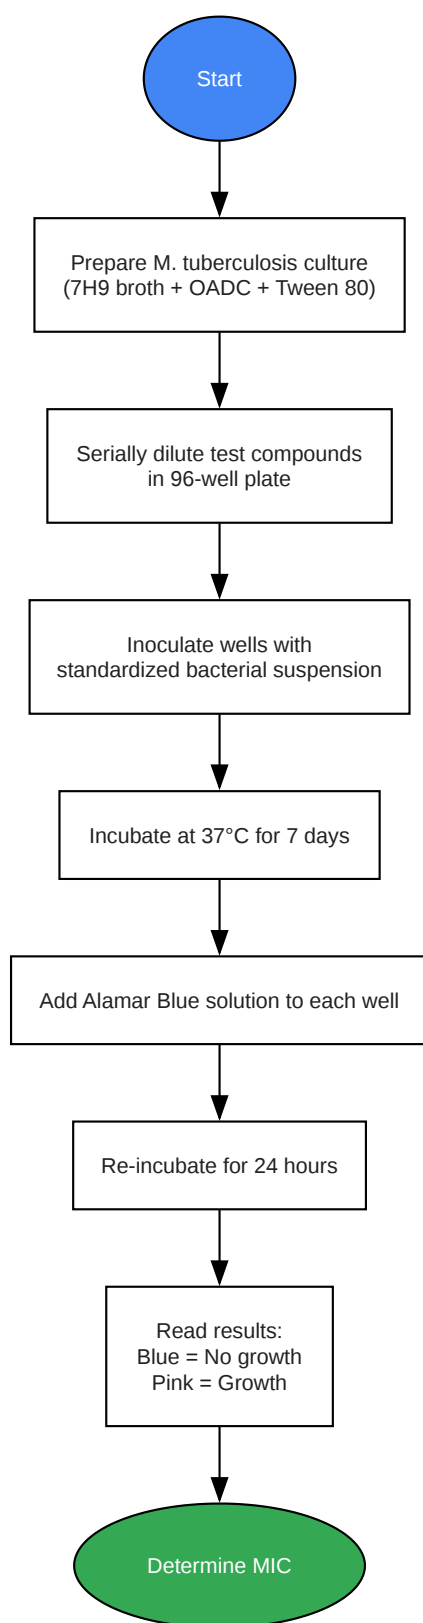 Start
Prepare M. tuberculosis culture
(7H9 broth + OADC + Tween 80)
Serially dilute test compounds
in 96-well plate
Inoculate wells with
standardized bacterial suspension
Incubate at 37°C for 7 days
Add Alamar Blue solution to each well
Re-incubate for 24 hours
Read results:
Blue = No growth
Pink = Growth
Determine MIC